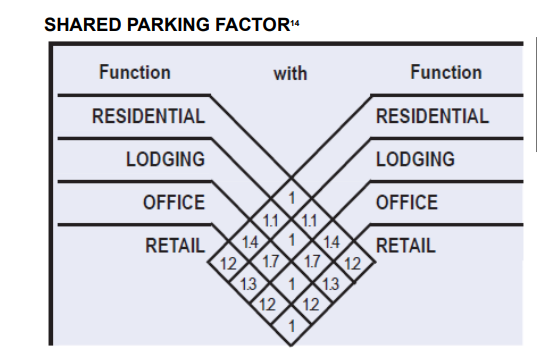 SHARED PARKING FACTOR¹⁴
Function with Function
RESIDENTIAL RESIDENTIAL
LODGING LODGING
OFFICE OFFICE
RETAIL RETAIL
1
1.1 1.1
1.4 1 1.4
1.2 1.7 1.7 1.2
1.3 1 1.3
1.2 1.2
1